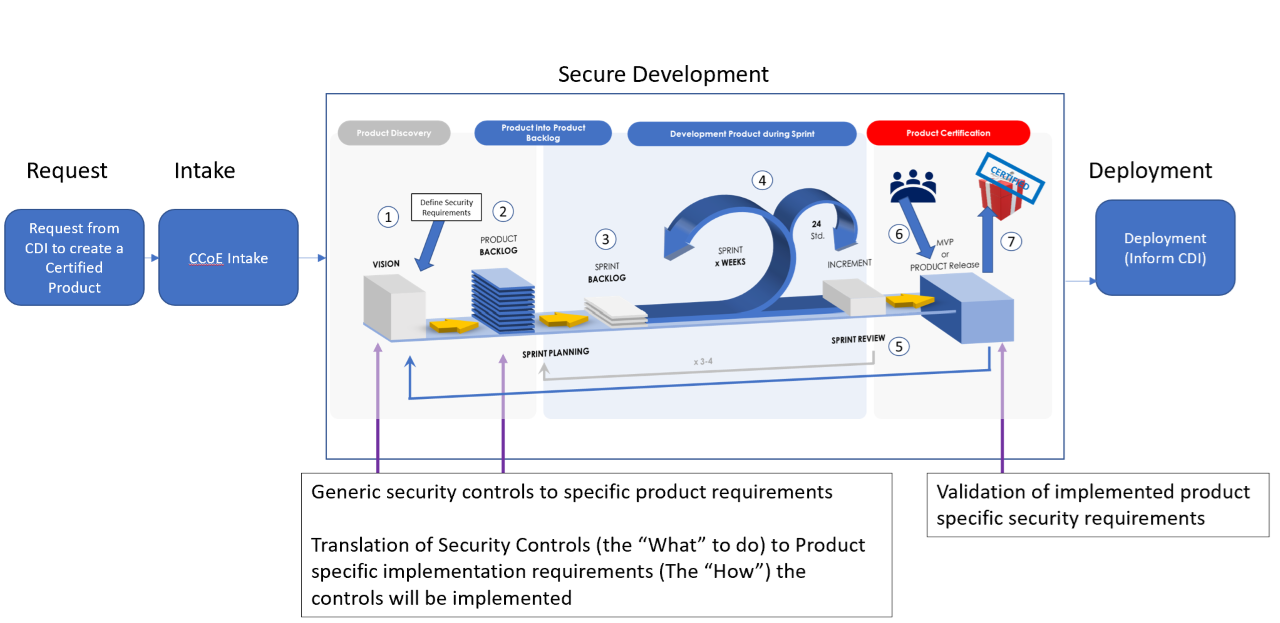 Secure Development
Request
Intake
Deployment
Request from
CDI to create a
Certified
Product
CCoE Intake
Product Discovery
Product into Product
Backlog
Development Product during Sprint
Product Certification
1
Define Security
Requirements
2
PRODUCT
BACKLOG
VISION
3
SPRINT
BACKLOG
4
SPRINT
x WEEKS
24
Std.
INCREMENT
6
MVP
or
PRODUCT Release
CERTIFIED
7
SPRINT PLANNING
SPRINT REVIEW
5
x 3-4
Deployment
(Inform CDI)
Generic security controls to specific product requirements
Translation of Security Controls (the “What” to do) to Product
specific implementation requirements (The “How”) the
controls will be implemented
Validation of implemented product
specific security requirements